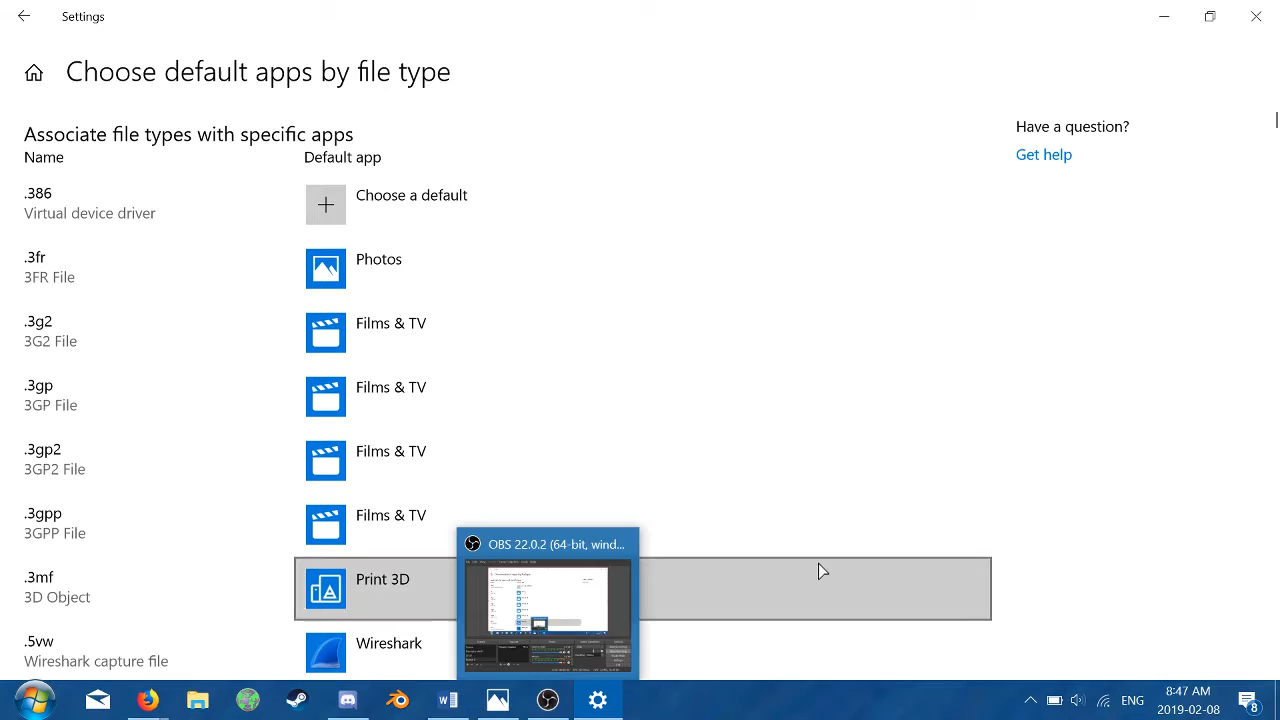 Settings
Choose default apps by file type
Associate file types with specific apps
Name Default app
Have a question?
Get help
.386
Virtual device driver
Choose a default
.3fr
3FR File
Photos
.3g2
3G2 File
Films & TV
.3gp
3GP File
Films & TV
.3gp2
3GP2 File
Films & TV
.3gpp
3GPP File
Films & TV
OBS 22.0.2 (64-bit, wind...
.3mf
3D Object
Print 3D
.5vw
Wireshark capture file
Wireshark
ENG
8:47 AM
2019-02-08
8